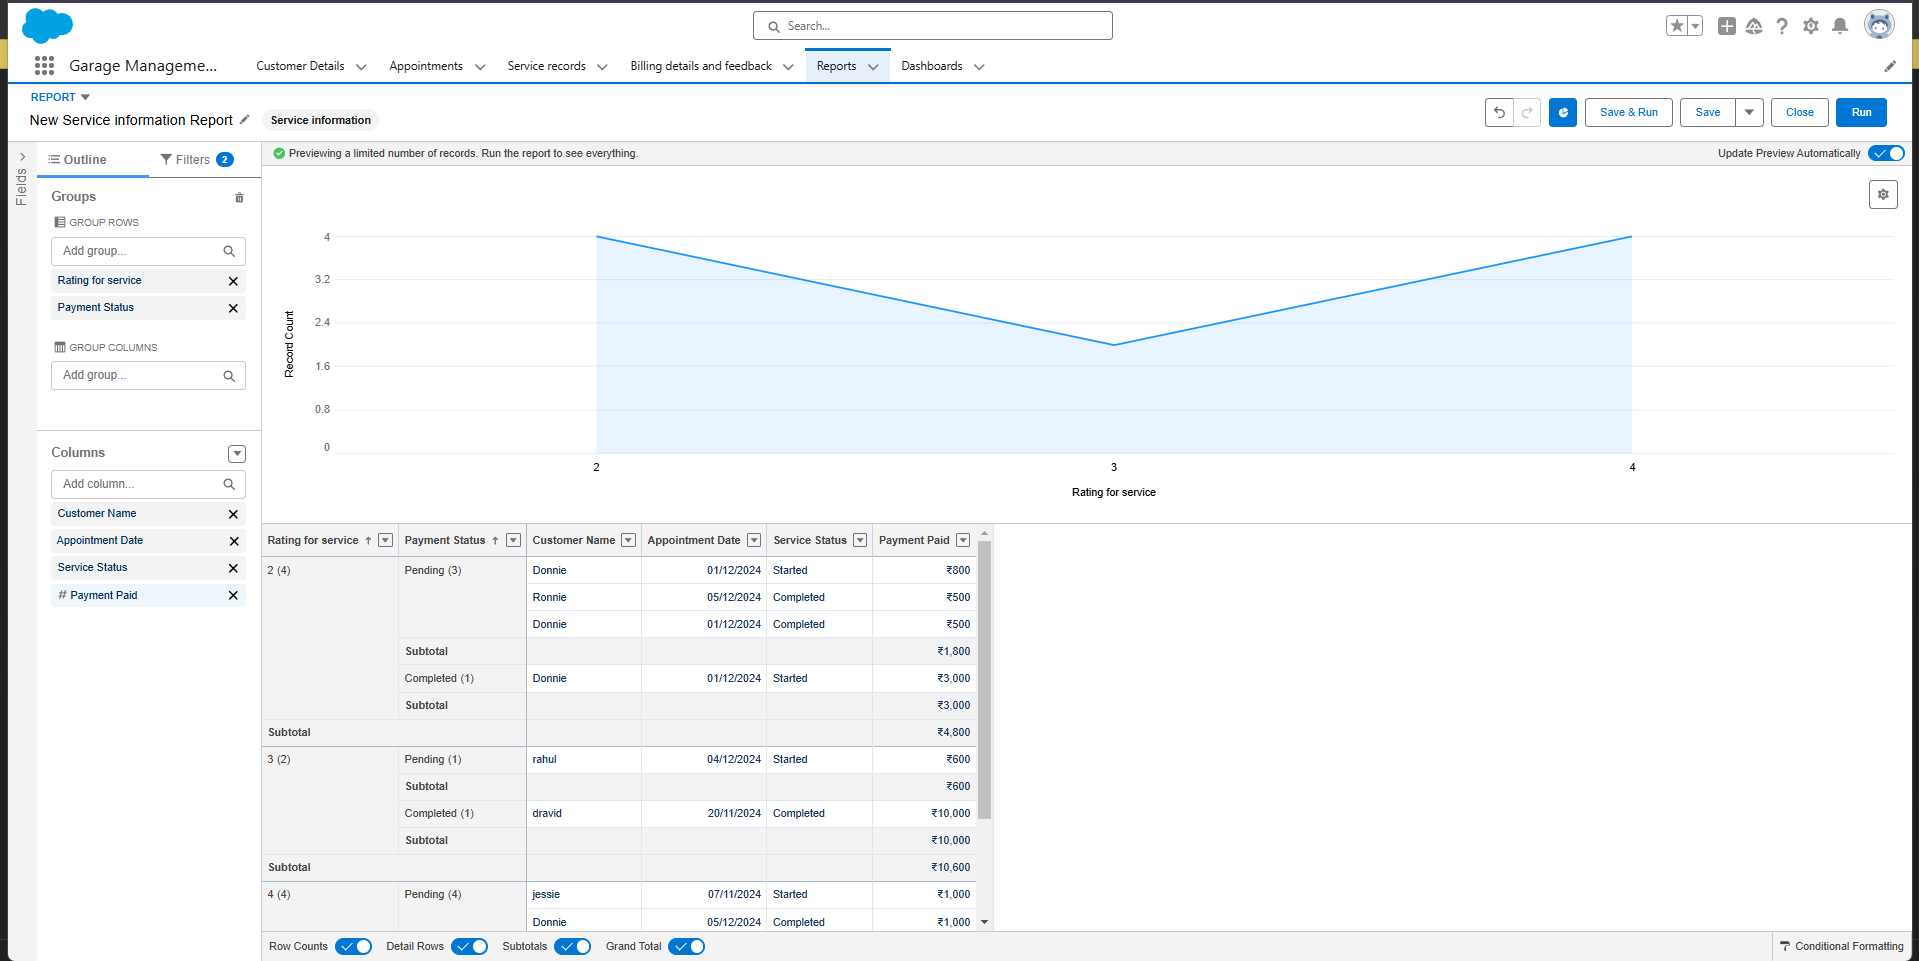 Search...
Garage Manageme...
Customer Details
Appointments
Service records
Billing details and feedback
Reports
Dashboards
REPORT
New Service information Report
Service information
Save & Run
Save
Close
Run
Fields
Outline
Filters 2
Previewing a limited number of records. Run the report to see everything.
Update Preview Automatically
Groups
GROUP ROWS
Add group...
Rating for service
Payment Status
GROUP COLUMNS
Add group...
Columns
Add column...
Customer Name
Appointment Date
Service Status
# Payment Paid
Record Count
4
3.2
2.4
1.6
0.8
0
2 3 4
Rating for service
Rating for service ↑ Payment Status ↑ Customer Name Appointment Date Service Status Payment Paid
2 (4) Pending (3) Donnie 01/12/2024 Started ₹800
Ronnie 05/12/2024 Completed ₹500
Donnie 01/12/2024 Completed ₹500
Subtotal ₹1,800
Completed (1) Donnie 01/12/2024 Started ₹3,000
Subtotal ₹3,000
Subtotal ₹4,800
3 (2) Pending (1) rahul 04/12/2024 Started ₹600
Subtotal ₹600
Completed (1) dravid 20/11/2024 Completed ₹10,000
Subtotal ₹10,000
Subtotal ₹10,600
4 (4) Pending (4) jessie 07/11/2024 Started ₹1,000
Donnie 05/12/2024 Completed ₹1,000
Row Counts Detail Rows Subtotals Grand Total
Conditional Formatting